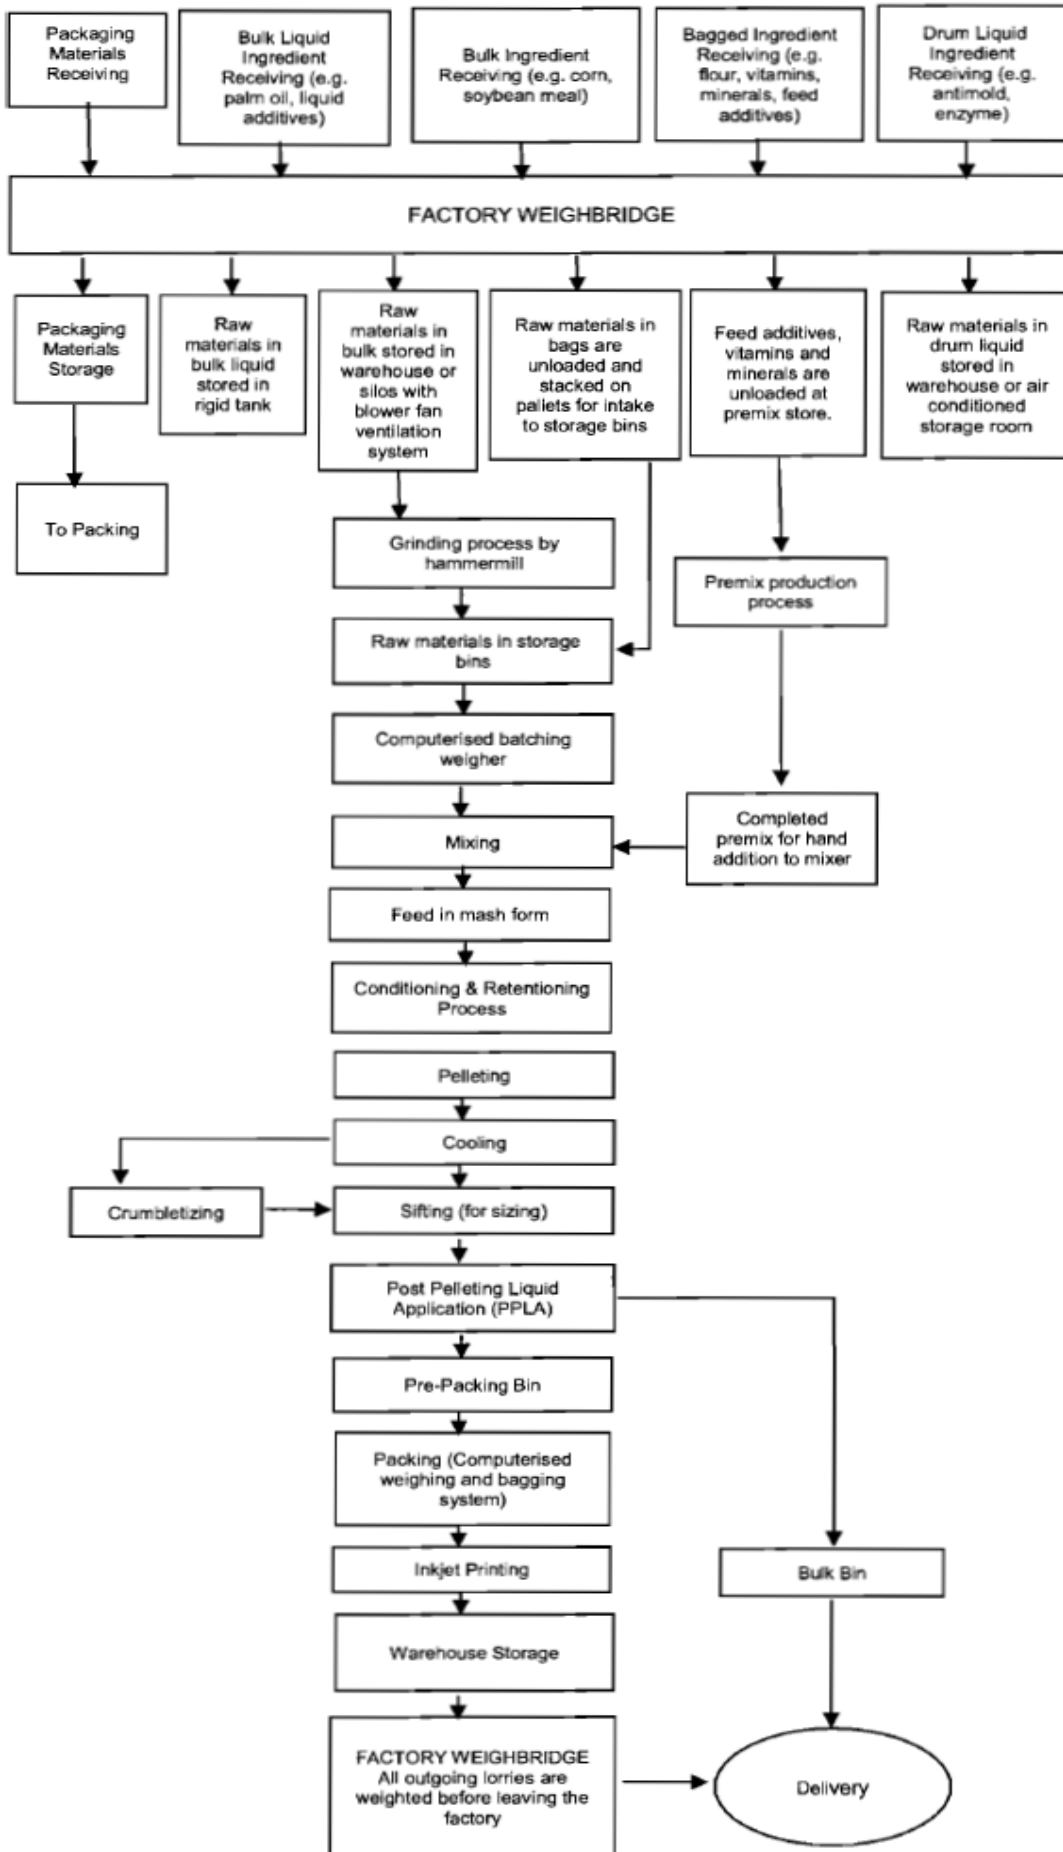 Packaging
Materials
Receiving
Bulk Liquid
Ingredient
Receiving (e.g.
palm oil, liquid
additives)
Bulk Ingredient
Receiving (e.g. corn,
soybean meal)
Bagged Ingredient
Receiving (e.g.
flour, vitamins,
minerals, feed
additives)
Drum Liquid
Ingredient
Receiving (e.g.
antimold,
enzyme)
FACTORY WEIGHBRIDGE
Packaging
Materials
Storage
Raw
materials in
bulk liquid
stored in
rigid tank
Raw
materials in
bulk stored in
warehouse or
silos with
blower fan
ventilation
system
Raw materials in
bags are
unloaded and
stacked on
pallets for intake
to storage bins
Feed additives,
vitamins and
minerals are
unloaded at
premix store.
Raw materials in
drum liquid
stored in
warehouse or air
conditioned
storage room
To Packing
Grinding process by
hammermill
Premix production
process
Raw materials in storage
bins
Computerised batching
weigher
Mixing
Completed
premix for hand
addition to mixer
Feed in mash form
Conditioning & Retentioning
Process
Pelleting
Cooling
Crumbletizing
Sifting (for sizing)
Post Pelleting Liquid
Application (PPLA)
Pre-Packing Bin
Packing (Computerised
weighing and bagging
system)
Inkjet Printing
Bulk Bin
Warehouse Storage
FACTORY WEIGHBRIDGE
All outgoing lorries are
weighted before leaving the
factory
Delivery